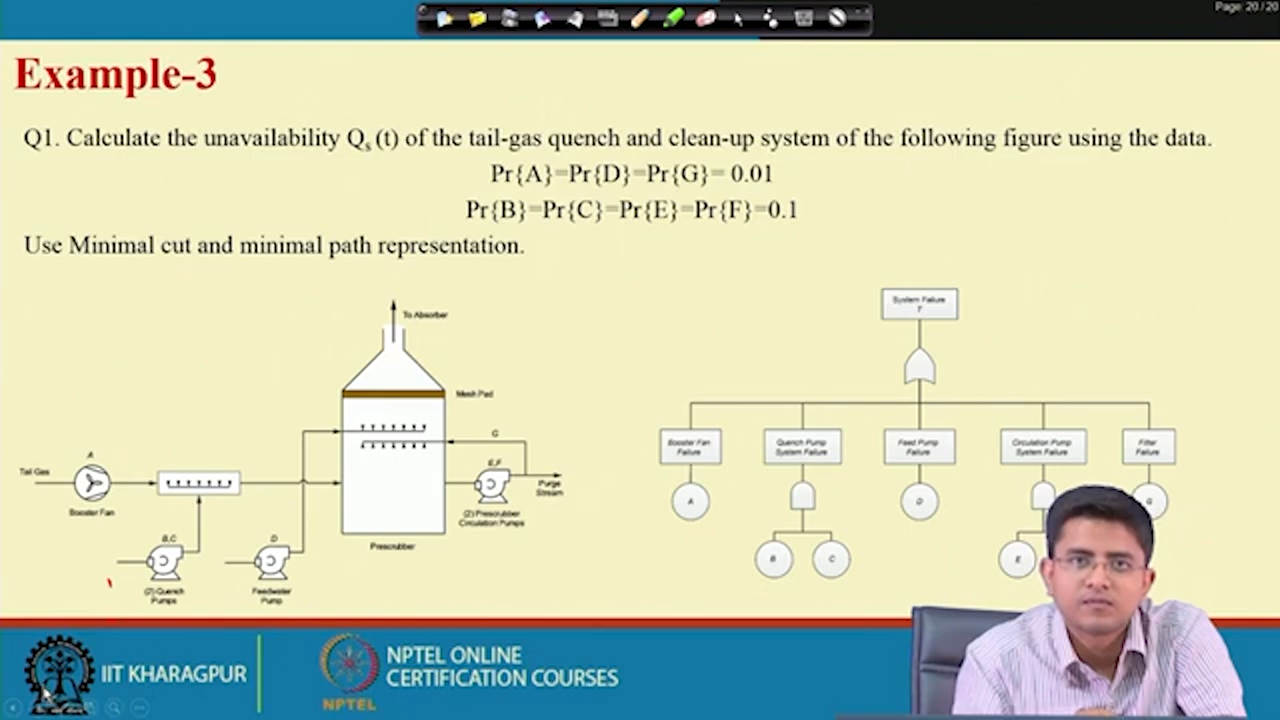 Page: 20 / 20
Example-3
Q1. Calculate the unavailability Qs (t) of the tail-gas quench and clean-up system of the following figure using the data.
Pr{A}=Pr{D}=Pr{G}= 0.01
Pr{B}=Pr{C}=Pr{E}=Pr{F}=0.1
Use Minimal cut and minimal path representation.
To Absorber
Mesh Pad
G
A
Tail Gas
Booster Fan
E,F
Purge
Stream
(2) Prescrubber
Circulation Pumps
B,C
D
Prescrubber
(2) Quench
Pumps
Feedwater
Pump
System Failure
T
Booster Fan
Failure
Quench Pump
System Failure
Feed Pump
Failure
Circulation Pump
System Failure
Filter
Failure
A
D
G
B
C
E
IIT KHARAGPUR
NPTEL
NPTEL ONLINE
CERTIFICATION COURSES